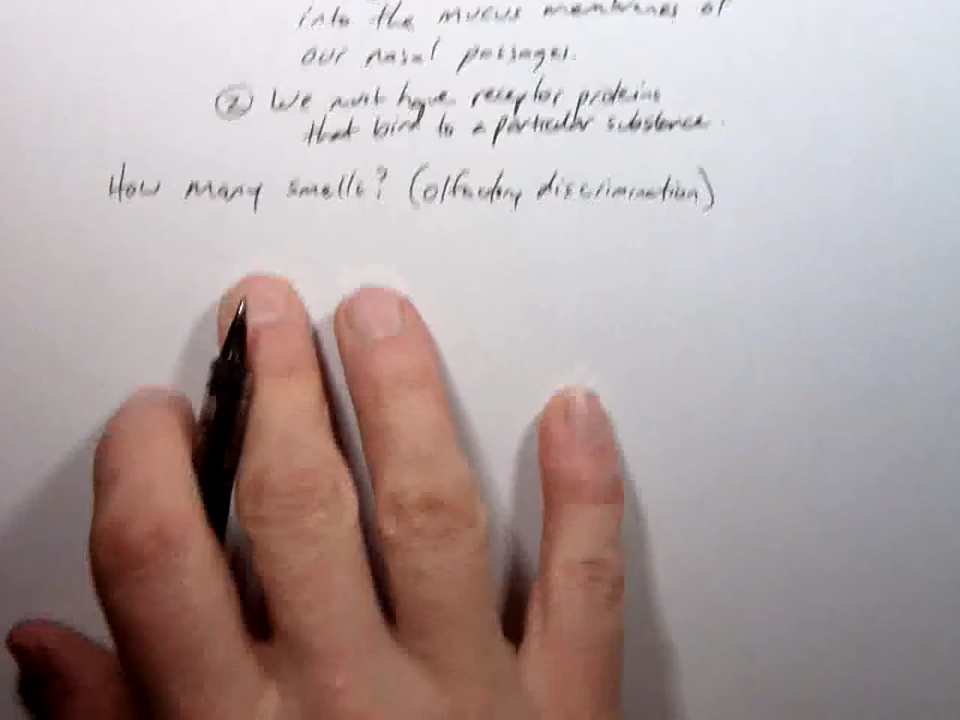 into the mucus membranes of
our nasal passages.
② We must have receptor proteins
that bind to a particular substance.
How many smells? (olfactory discrimination)